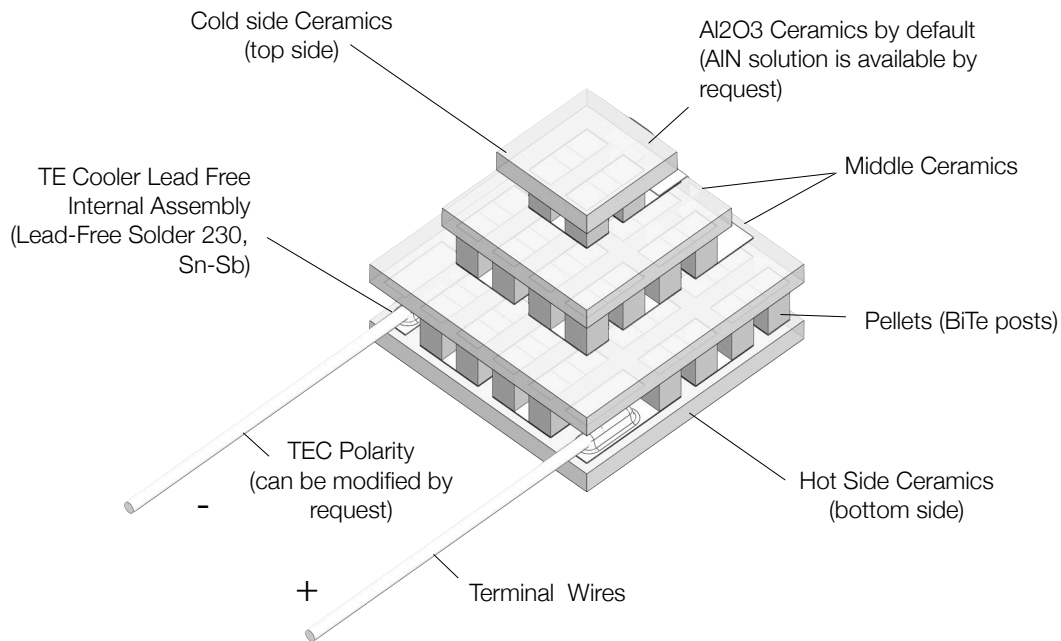 Cold side Ceramics
(top side)
Al2O3 Ceramics by default
(AlN solution is available by
request)
TE Cooler Lead Free
Internal Assembly
(Lead-Free Solder 230,
Sn-Sb)
Middle Ceramics
Pellets (BiTe posts)
TEC Polarity
(can be modified by
request)
-
Hot Side Ceramics
(bottom side)
+
Terminal Wires